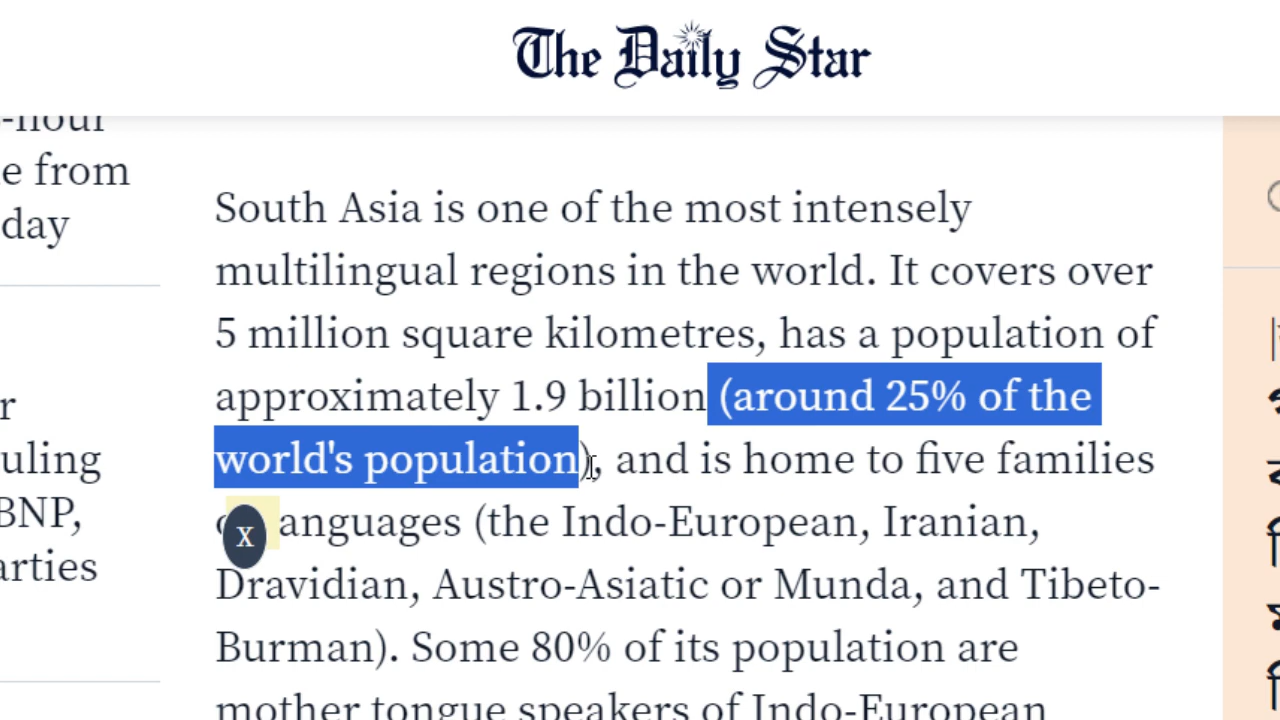 The Daily Star
-hour
e from
day
r
uling
BNP,
arties
South Asia is one of the most intensely
multilingual regions in the world. It covers over
5 million square kilometres, has a population of
approximately 1.9 billion (around 25% of the
world's population), and is home to five families
x anguages (the Indo-European, Iranian,
Dravidian, Austro-Asiatic or Munda, and Tibeto-
Burman). Some 80% of its population are
mother tongue speakers of Indo-European